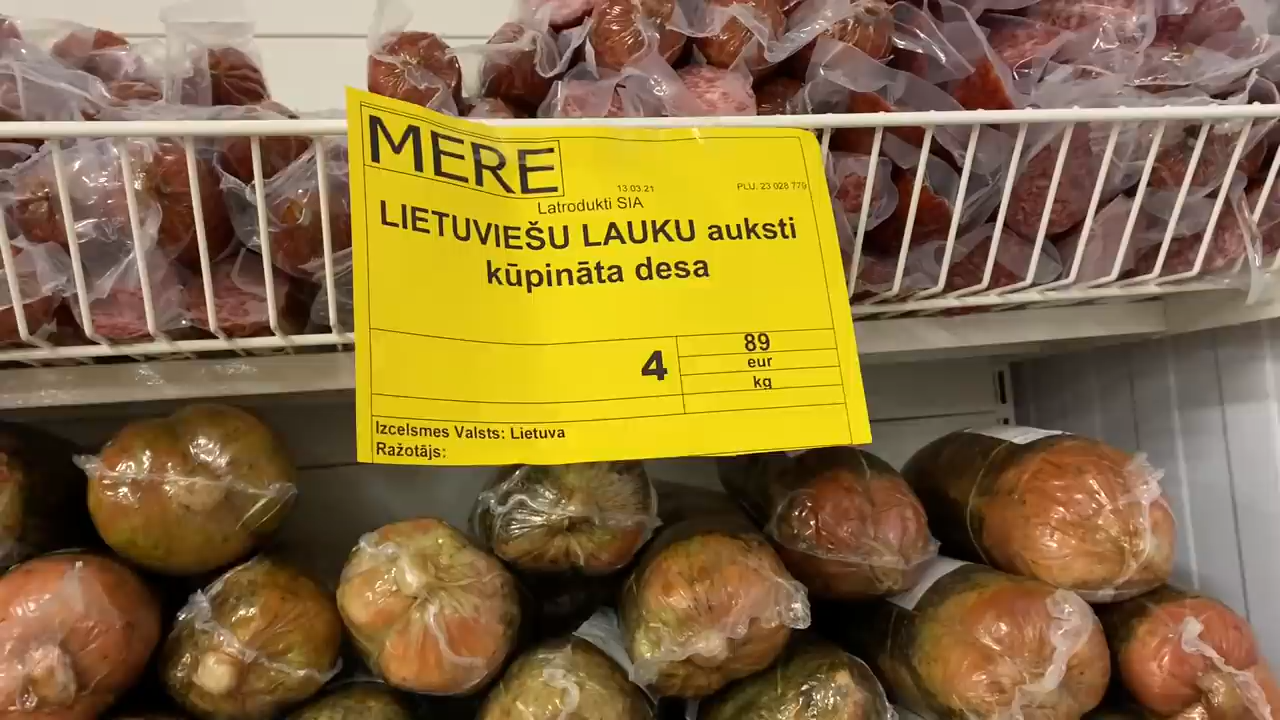 MERE
13.03.21
PLU. 23 028 779
Latrodukti SIA
LIETUVIEŠU LAUKU auksti
kūpināta desa
4
89
eur
kg
Izcelsmes Valsts: Lietuva
Ražotājs: